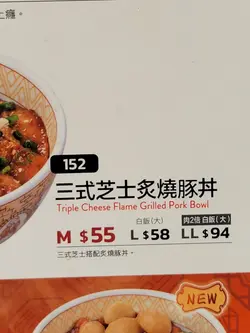 上癮。
152
三式芝士炙燒豚丼
Triple Cheese Flame Grilled Pork Bowl
白飯(大) 肉2倍 白飯(大)
M $55 L $58 LL $94
三式芝士搭配炙燒豚丼。
NEW